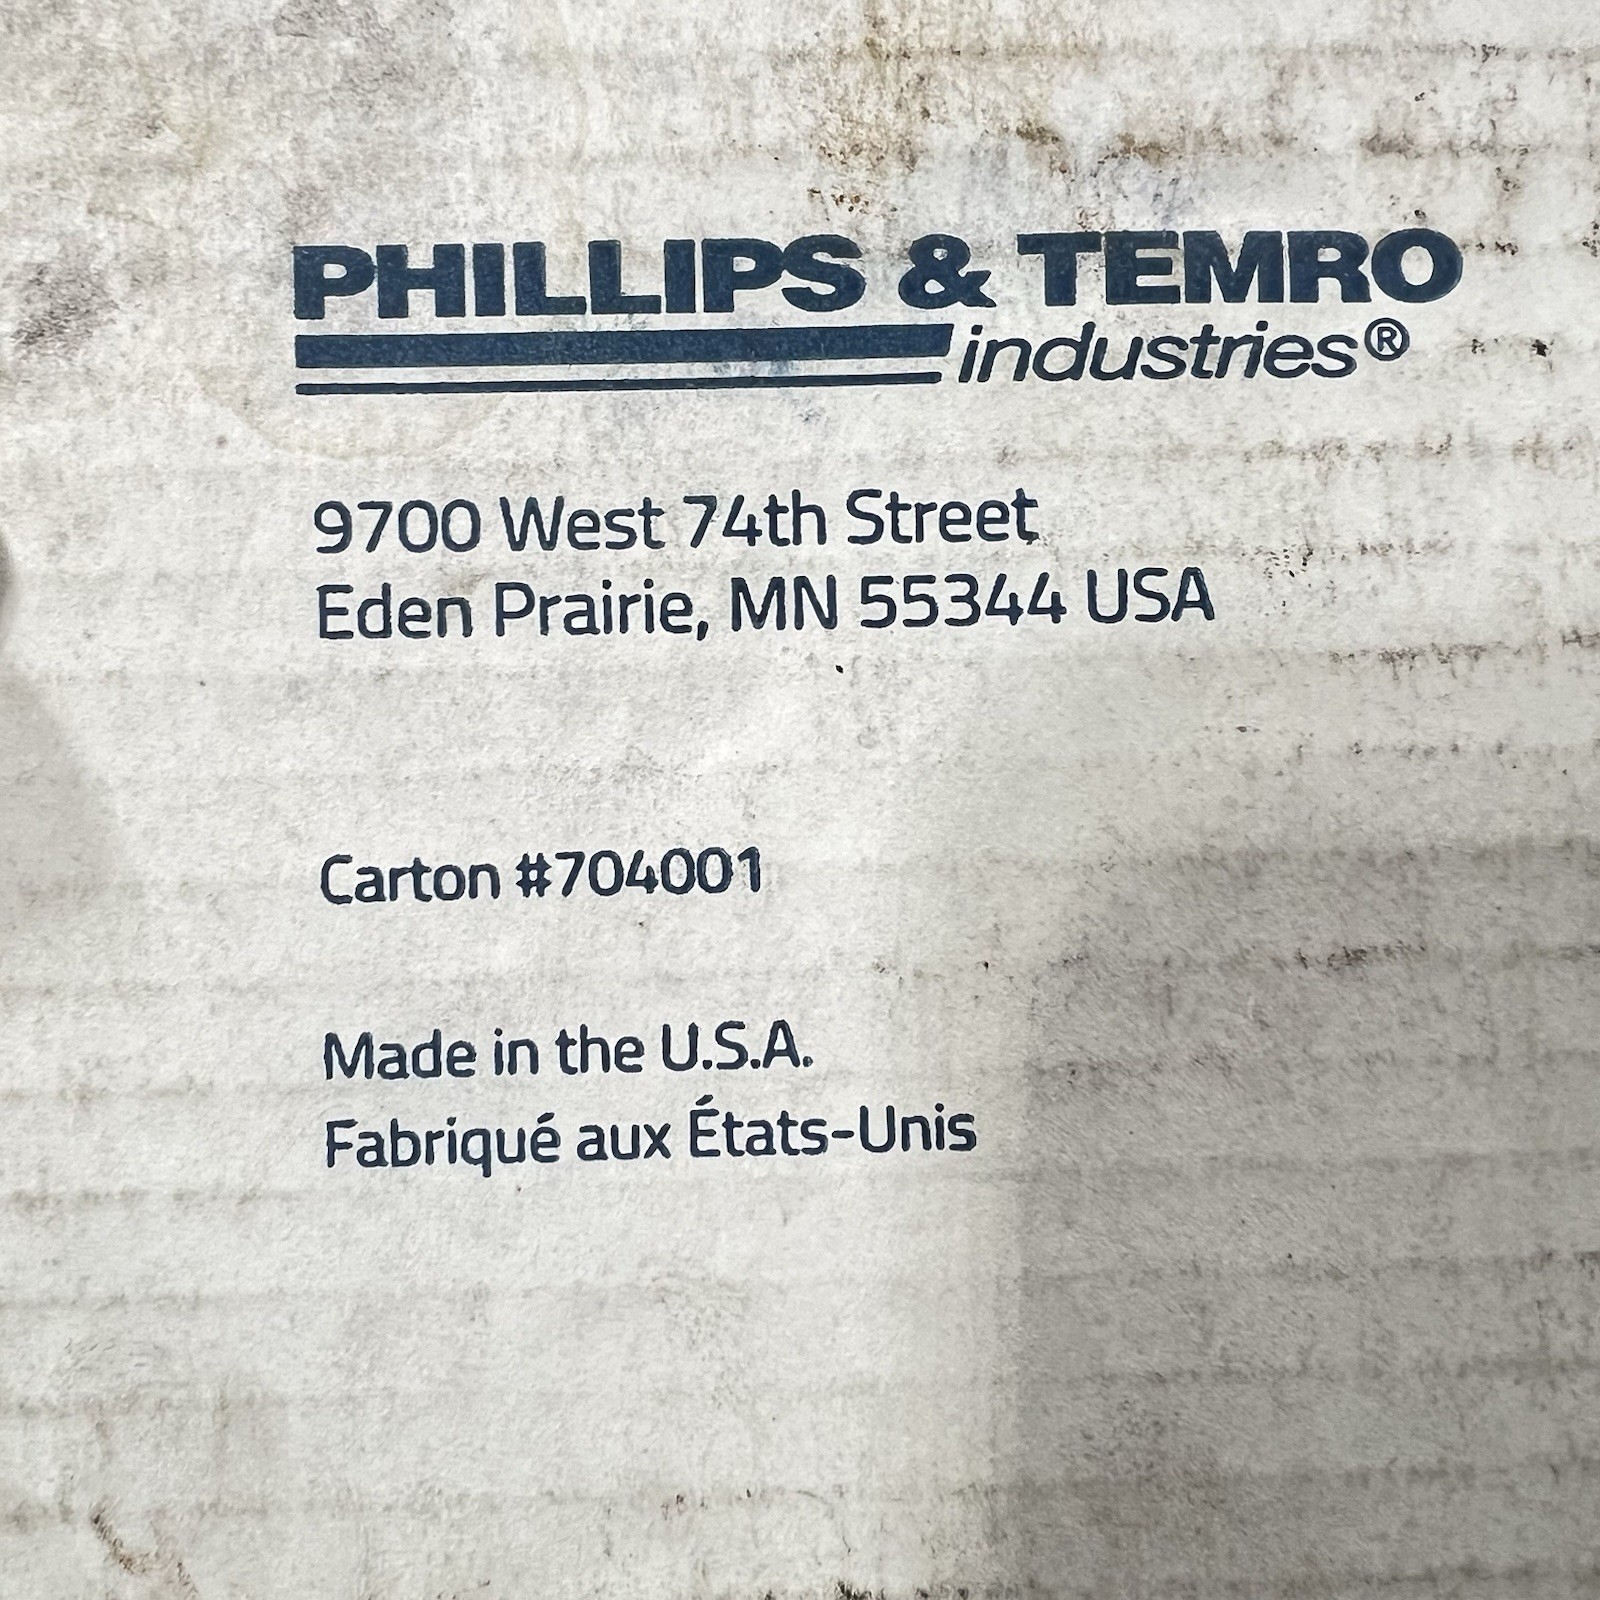 PHILLIPS & TEMRO
industries®
9700 West 74th Street
Eden Prairie, MN 55344 USA
Carton #704001
Made in the U.S.A.
Fabriqué aux États-Unis